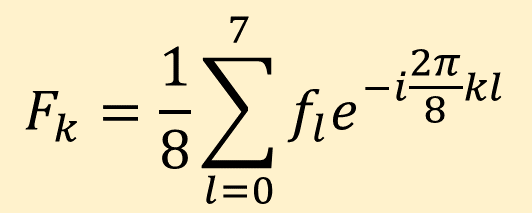 F_k = \frac{1}{8} \sum_{l=0}^{7} f_l e^{-i\frac{2\pi}{8}kl}